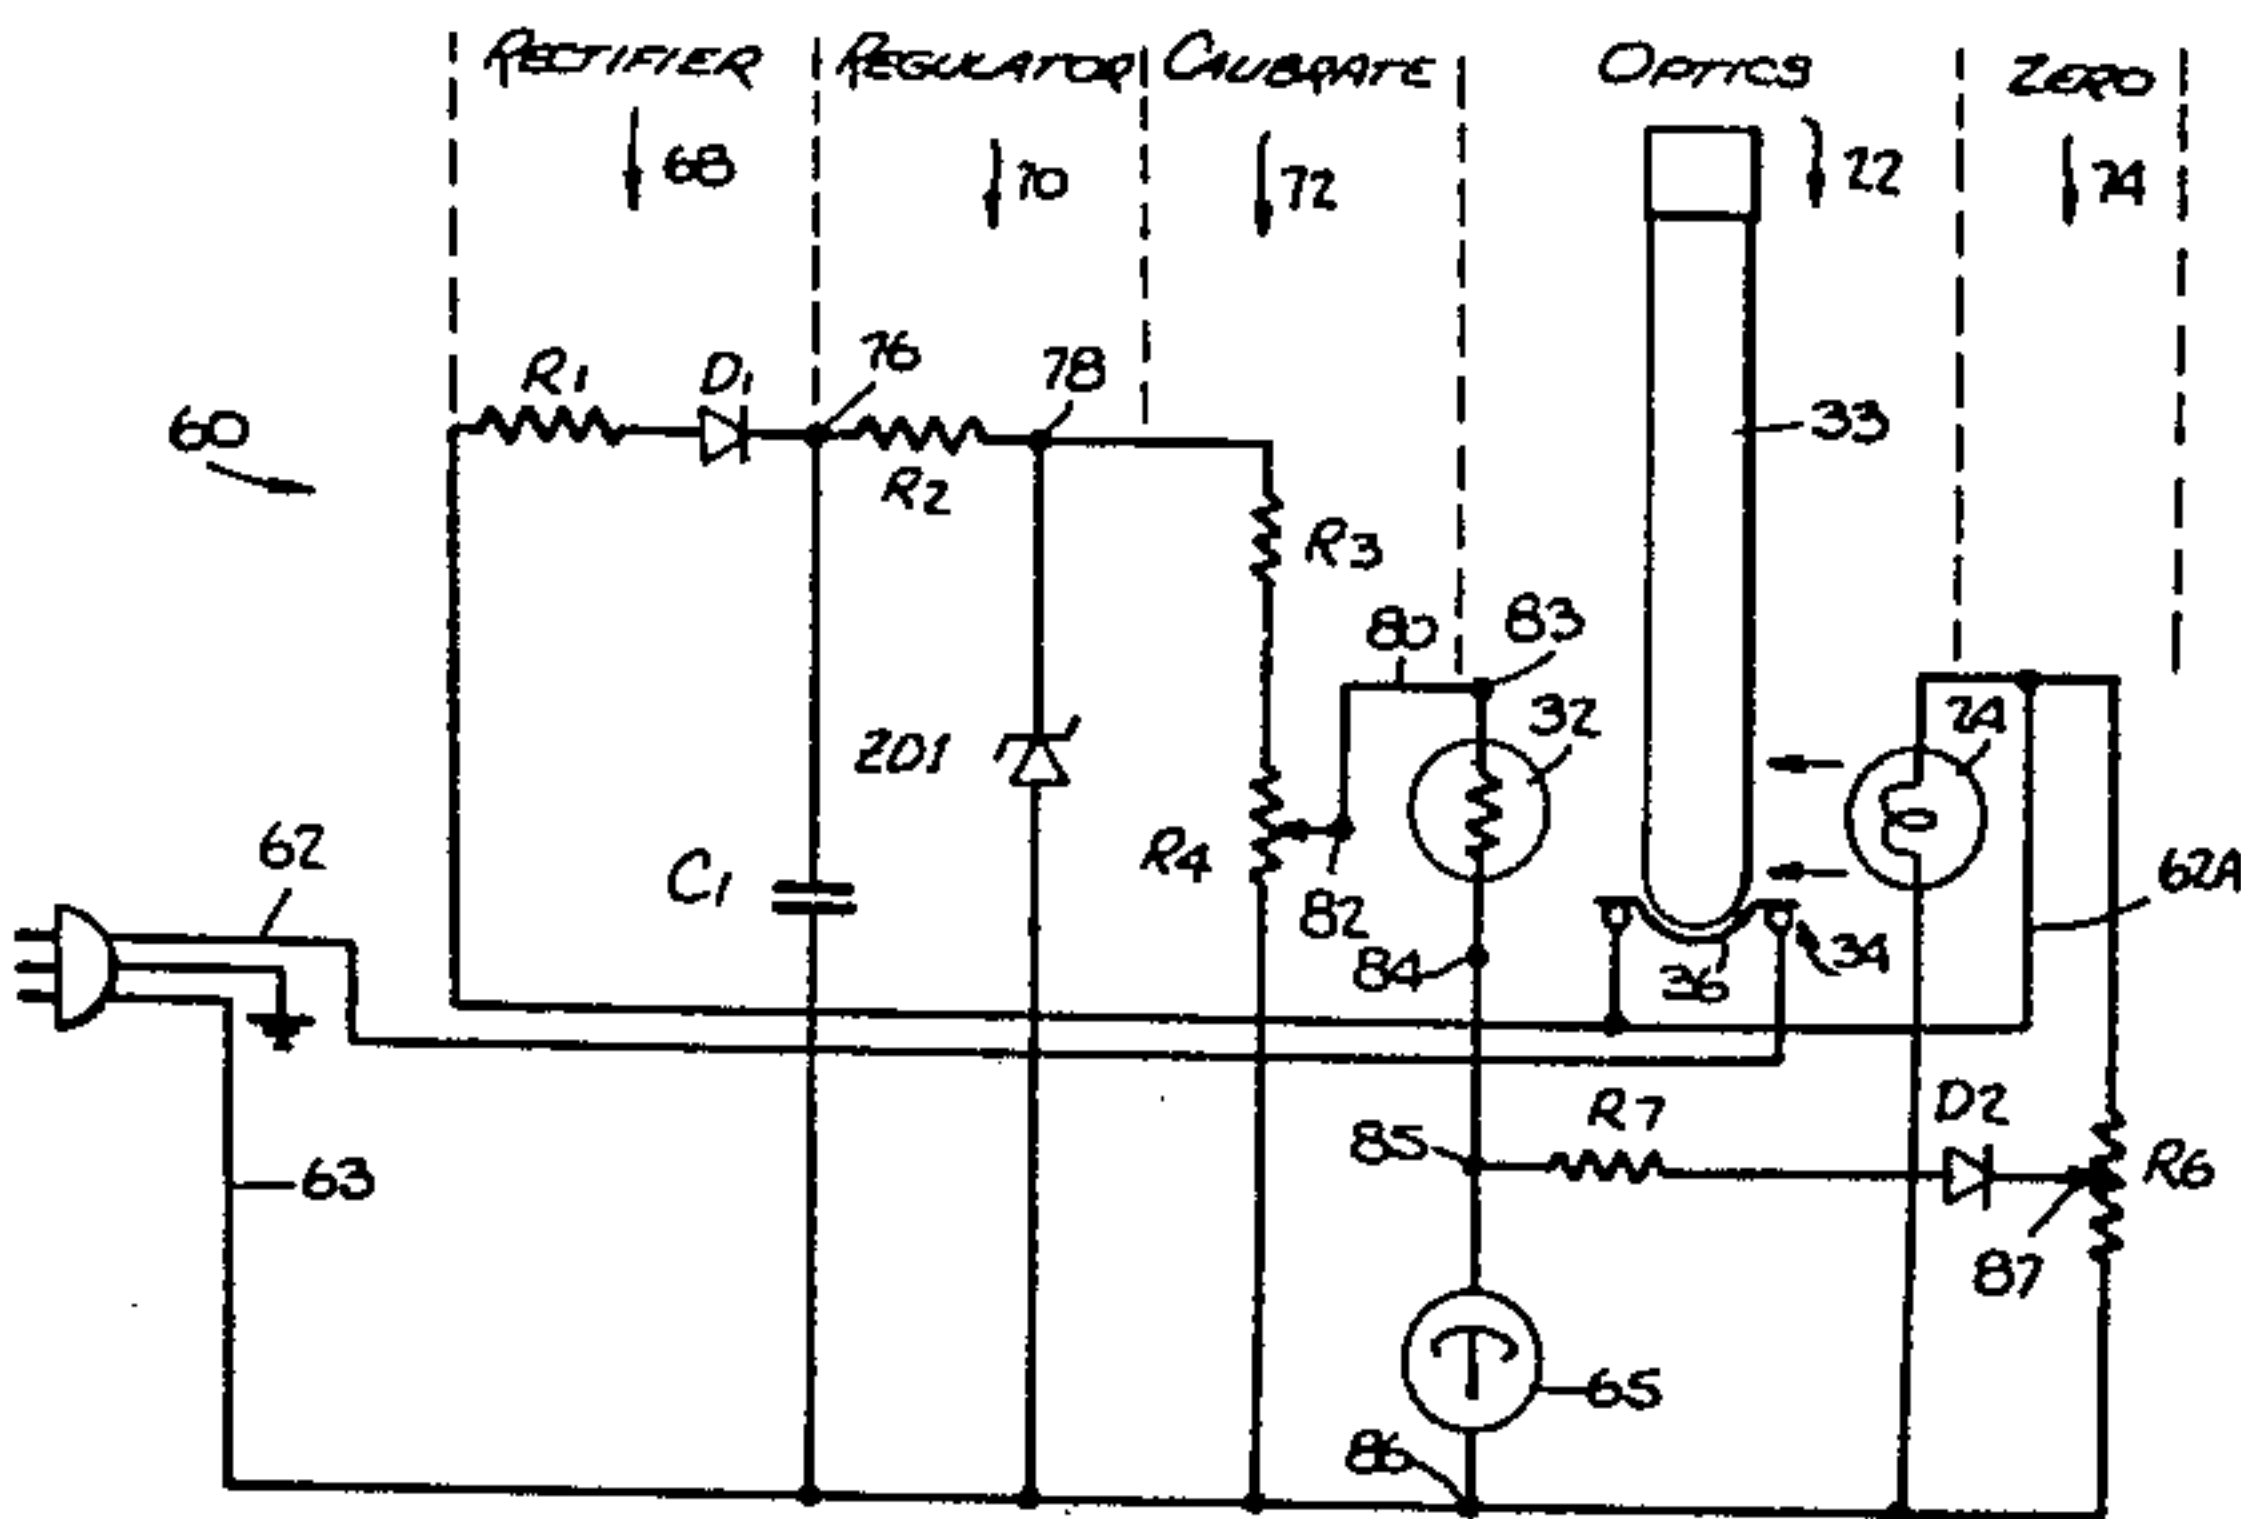 RECTIFIER REGULATOR CALIBRATE OPTICS ZERO
68 70 72 22 74
R1 D1 76 78
60 33
R2
R3
80 83
32
24
201
R4
62 C1 82 62A
84 36 34
R7 D2
85 R6
63
87
65
86